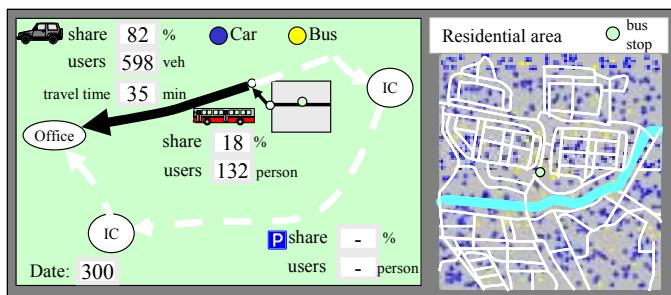 share 82 %
Car
Bus
users 598 veh
travel time 35 min
IC
Office
share 18 %
users 132 person
IC
P share - %
users - person
Date: 300
Residential area
bus
stop